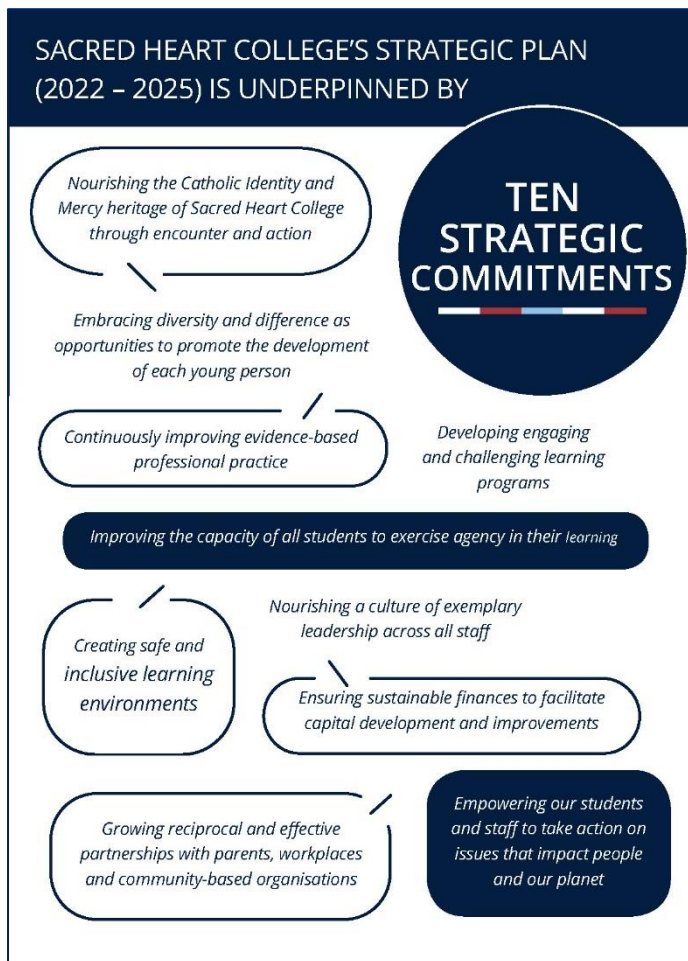 SACRED HEART COLLEGE’S STRATEGIC PLAN
(2022 – 2025) IS UNDERPINNED BY
TEN
STRATEGIC
COMMITMENTS
Nourishing the Catholic Identity and
Mercy heritage of Sacred Heart College
through encounter and action
Embracing diversity and difference as
opportunities to promote the development
of each young person
Continuously improving evidence-based
professional practice
Developing engaging
and challenging learning
programs
Improving the capacity of all students to exercise agency in their learning
Creating safe and
inclusive learning
environments
Nourishing a culture of exemplary
leadership across all staff
Ensuring sustainable finances to facilitate
capital development and improvements
Growing reciprocal and effective
partnerships with parents, workplaces
and community-based organisations
Empowering our students
and staff to take action on
issues that impact people
and our planet